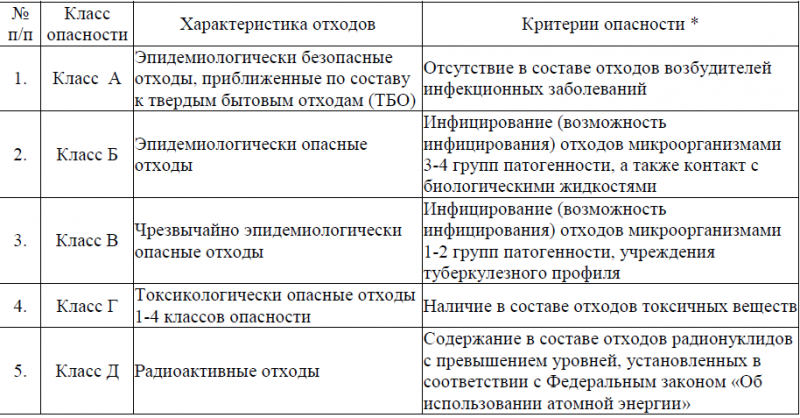 № п/п
Класс опасности
Характеристика отходов
Критерии опасности *
1.
Класс А
Эпидемиологически безопасные
отходы, приближенные по составу
к твердым бытовым отходам (ТБО)
Отсутствие в составе отходов возбудителей
инфекционных заболеваний
2.
Класс Б
Эпидемиологически опасные
отходы
Инфицирование (возможность
инфицирования) отходов микроорганизмами
3-4 групп патогенности, а также контакт с
биологическими жидкостями
3.
Класс В
Чрезвычайно эпидемиологически
опасные отходы
Инфицирование (возможность
инфицирования) отходов микроорганизмами
1-2 групп патогенности, учреждения
туберкулезного профиля
4.
Класс Г
Токсикологически опасные отходы
1-4 классов опасности
Наличие в составе отходов токсичных веществ
5.
Класс Д
Радиоактивные отходы
Содержание в составе отходов радионуклидов
с превышением уровней, установленных в
соответствии с Федеральным законом «Об
использовании атомной энергии»